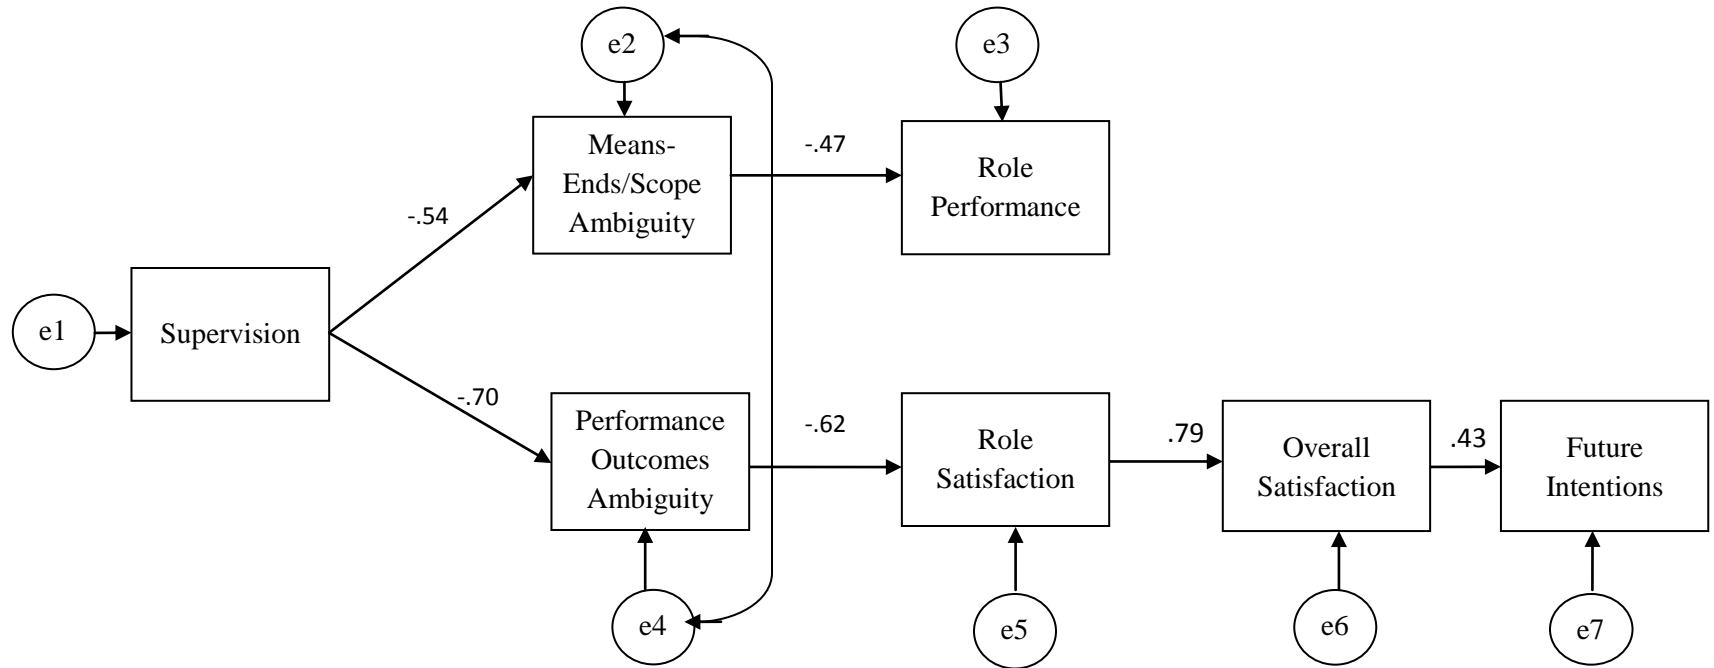 e2
e3
Means-
Ends/Scope
Ambiguity
-.47
Role
Performance
-.54
e1
Supervision
-.70
Performance
Outcomes
Ambiguity
-.62
Role
Satisfaction
.79
Overall
Satisfaction
.43
Future
Intentions
e4
e5
e6
e7